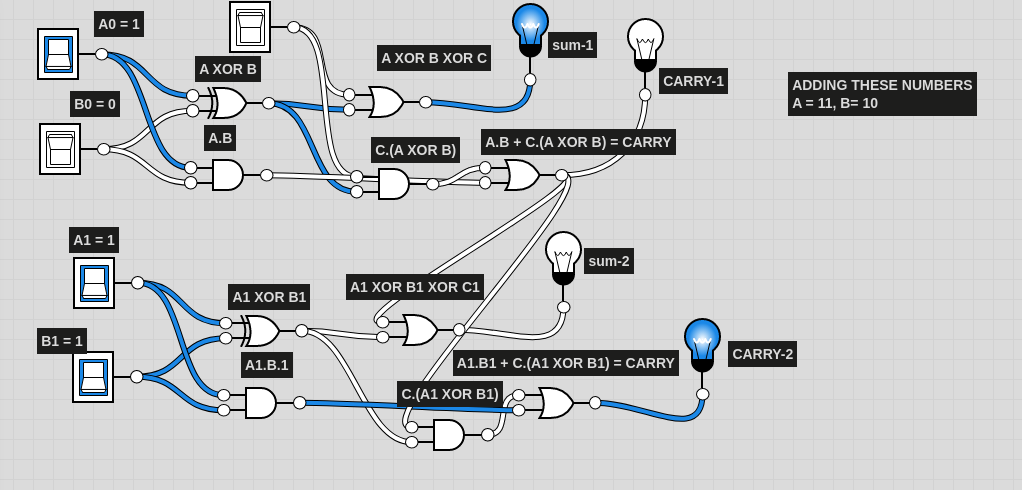 A0 = 1
sum-1
A XOR B XOR C
A XOR B
CARRY-1
ADDING THESE NUMBERS
A = 11, B= 10
B0 = 0
A.B
A.B + C.(A XOR B) = CARRY
C.(A XOR B)
A1 = 1
sum-2
A1 XOR B1 XOR C1
A1 XOR B1
B1 = 1
CARRY-2
A1.B.1
A1.B1 + C.(A1 XOR B1) = CARRY
C.(A1 XOR B1)